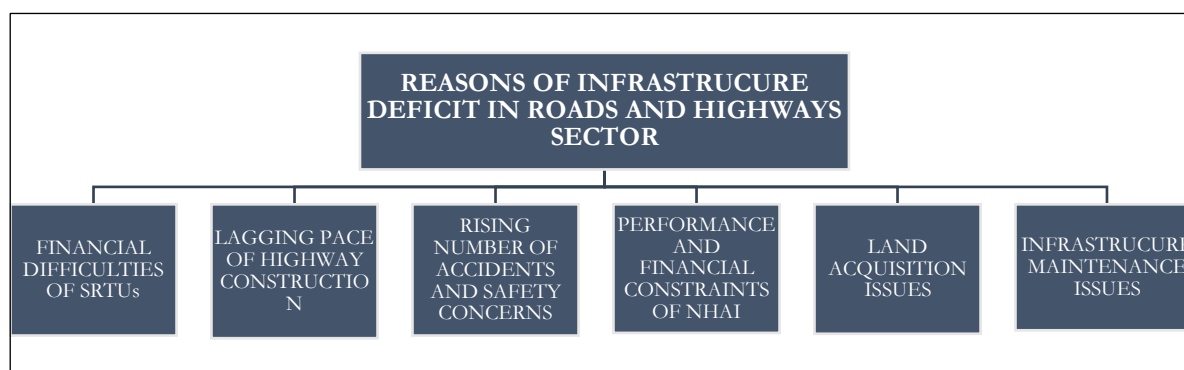 REASONS OF INFRASTRUCURE
DEFICIT IN ROADS AND HIGHWAYS
SECTOR
FINANCIAL
DIFFICULTIES
OF SRTUs
LAGGING PACE
OF HIGHWAY
CONSTRUCTIO
N
RISING
NUMBER OF
ACCIDENTS
AND SAFETY
CONCERNS
PERFORMANCE
AND
FINANCIAL
CONSTRAINTS
OF NHAI
LAND
ACQUISITION
ISSUES
INFRASTRUCURE
MAINTENANCE
ISSUES